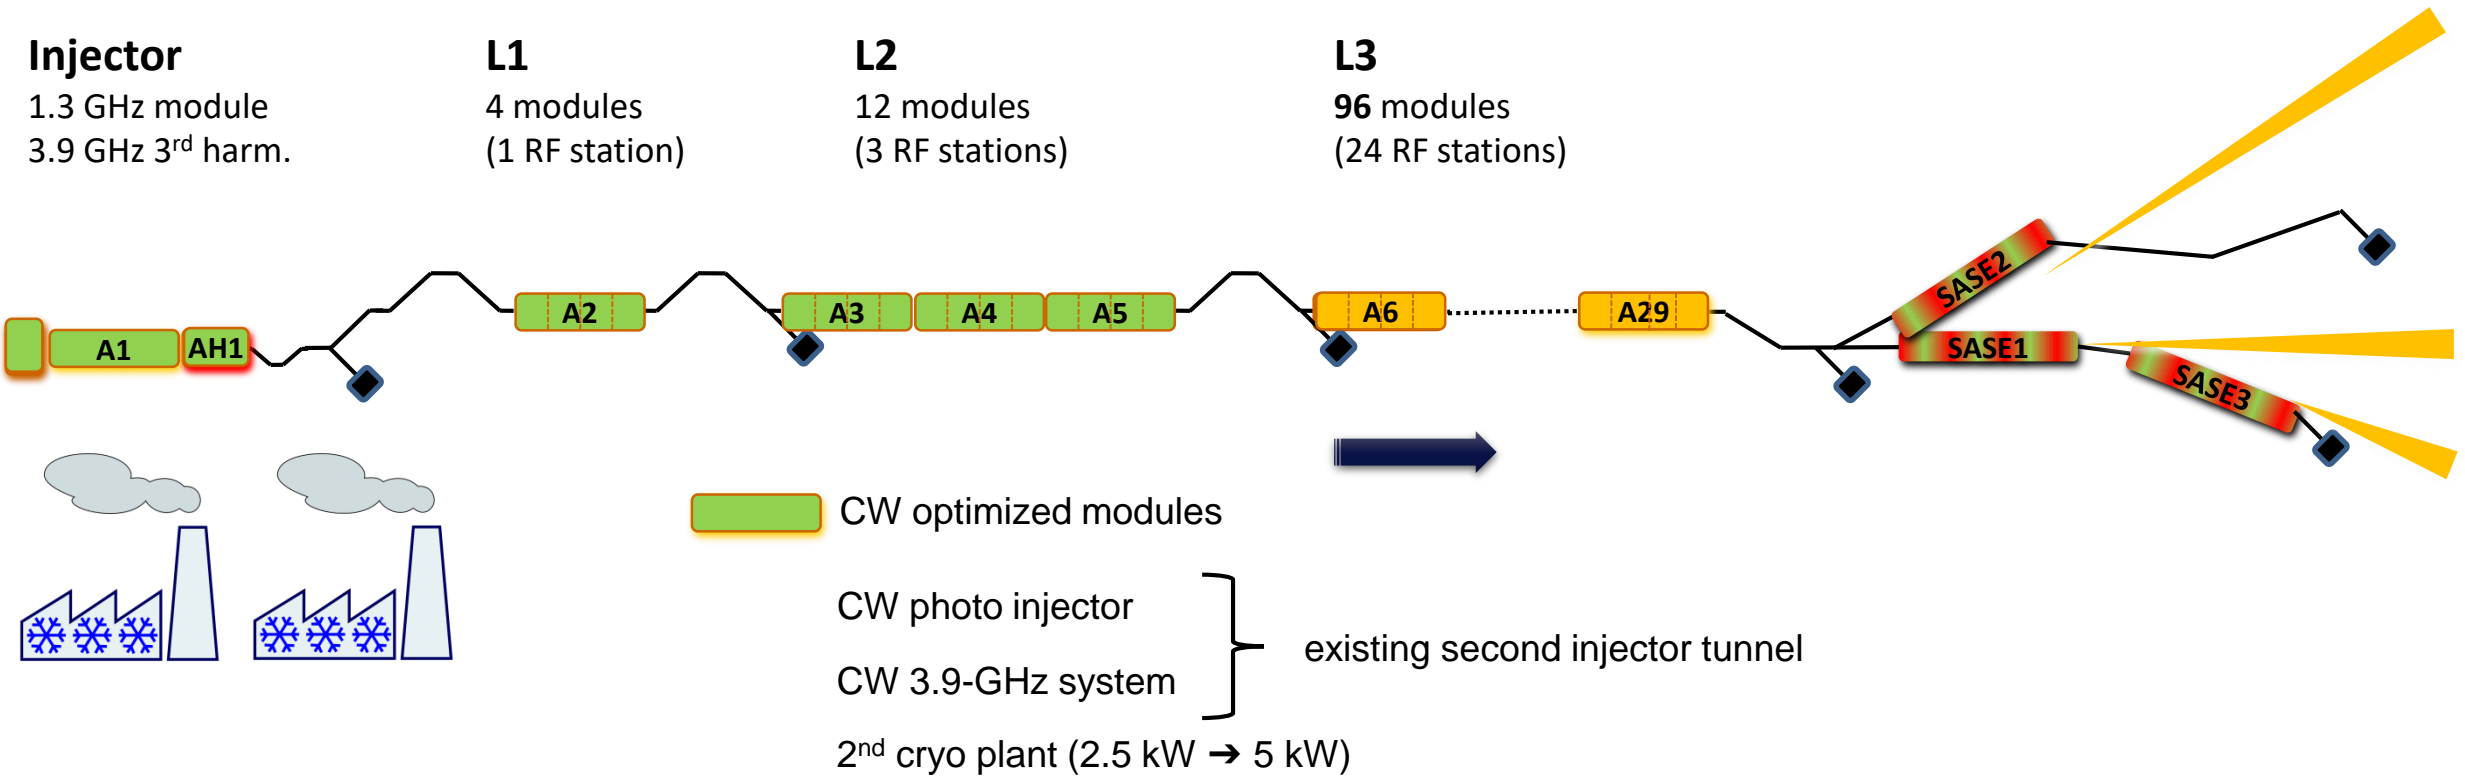 Injector
1.3 GHz module
3.9 GHz 3rd harm.
L1
4 modules
(1 RF station)
L2
12 modules
(3 RF stations)
L3
96 modules
(24 RF stations)
A1
AH1
A2
A3
A4
A5
A6
A29
SASE2
SASE1
SASE3
CW optimized modules
CW photo injector
CW 3.9-GHz system
existing second injector tunnel
2nd cryo plant (2.5 kW ➔ 5 kW)